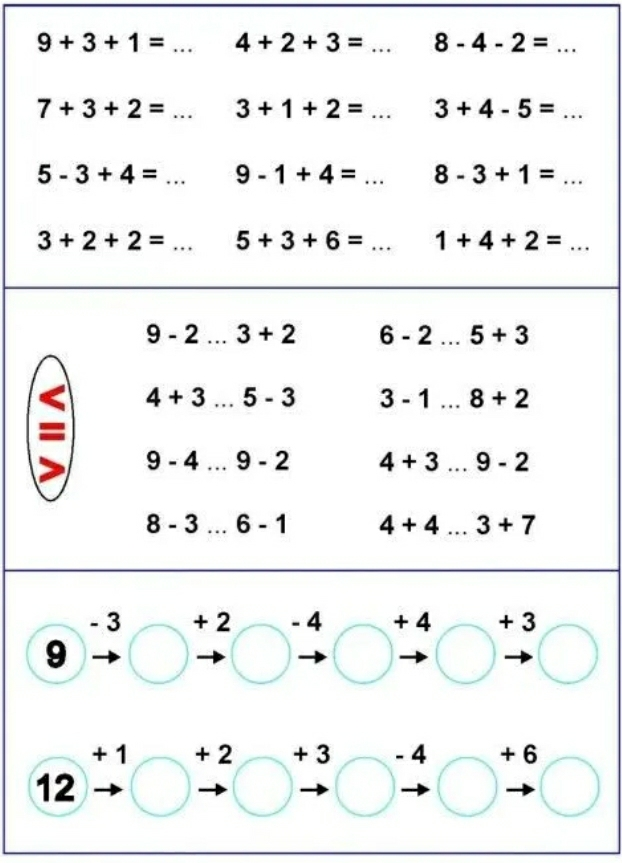 9 + 3 + 1 = ... 4 + 2 + 3 = ... 8 - 4 - 2 = ...
7 + 3 + 2 = ... 3 + 1 + 2 = ... 3 + 4 - 5 = ...
5 - 3 + 4 = ... 9 - 1 + 4 = ... 8 - 3 + 1 = ...
3 + 2 + 2 = ... 5 + 3 + 6 = ... 1 + 4 + 2 = ...
9 - 2 ... 3 + 2 6 - 2 ... 5 + 3
4 + 3 ... 5 - 3 3 - 1 ... 8 + 2
9 - 4 ... 9 - 2 4 + 3 ... 9 - 2
8 - 3 ... 6 - 1 4 + 4 ... 3 + 7
< = >
- 3 + 2 - 4 + 4 + 3
9 → → → → →
+ 1 + 2 + 3 - 4 + 6
12 → → → → →